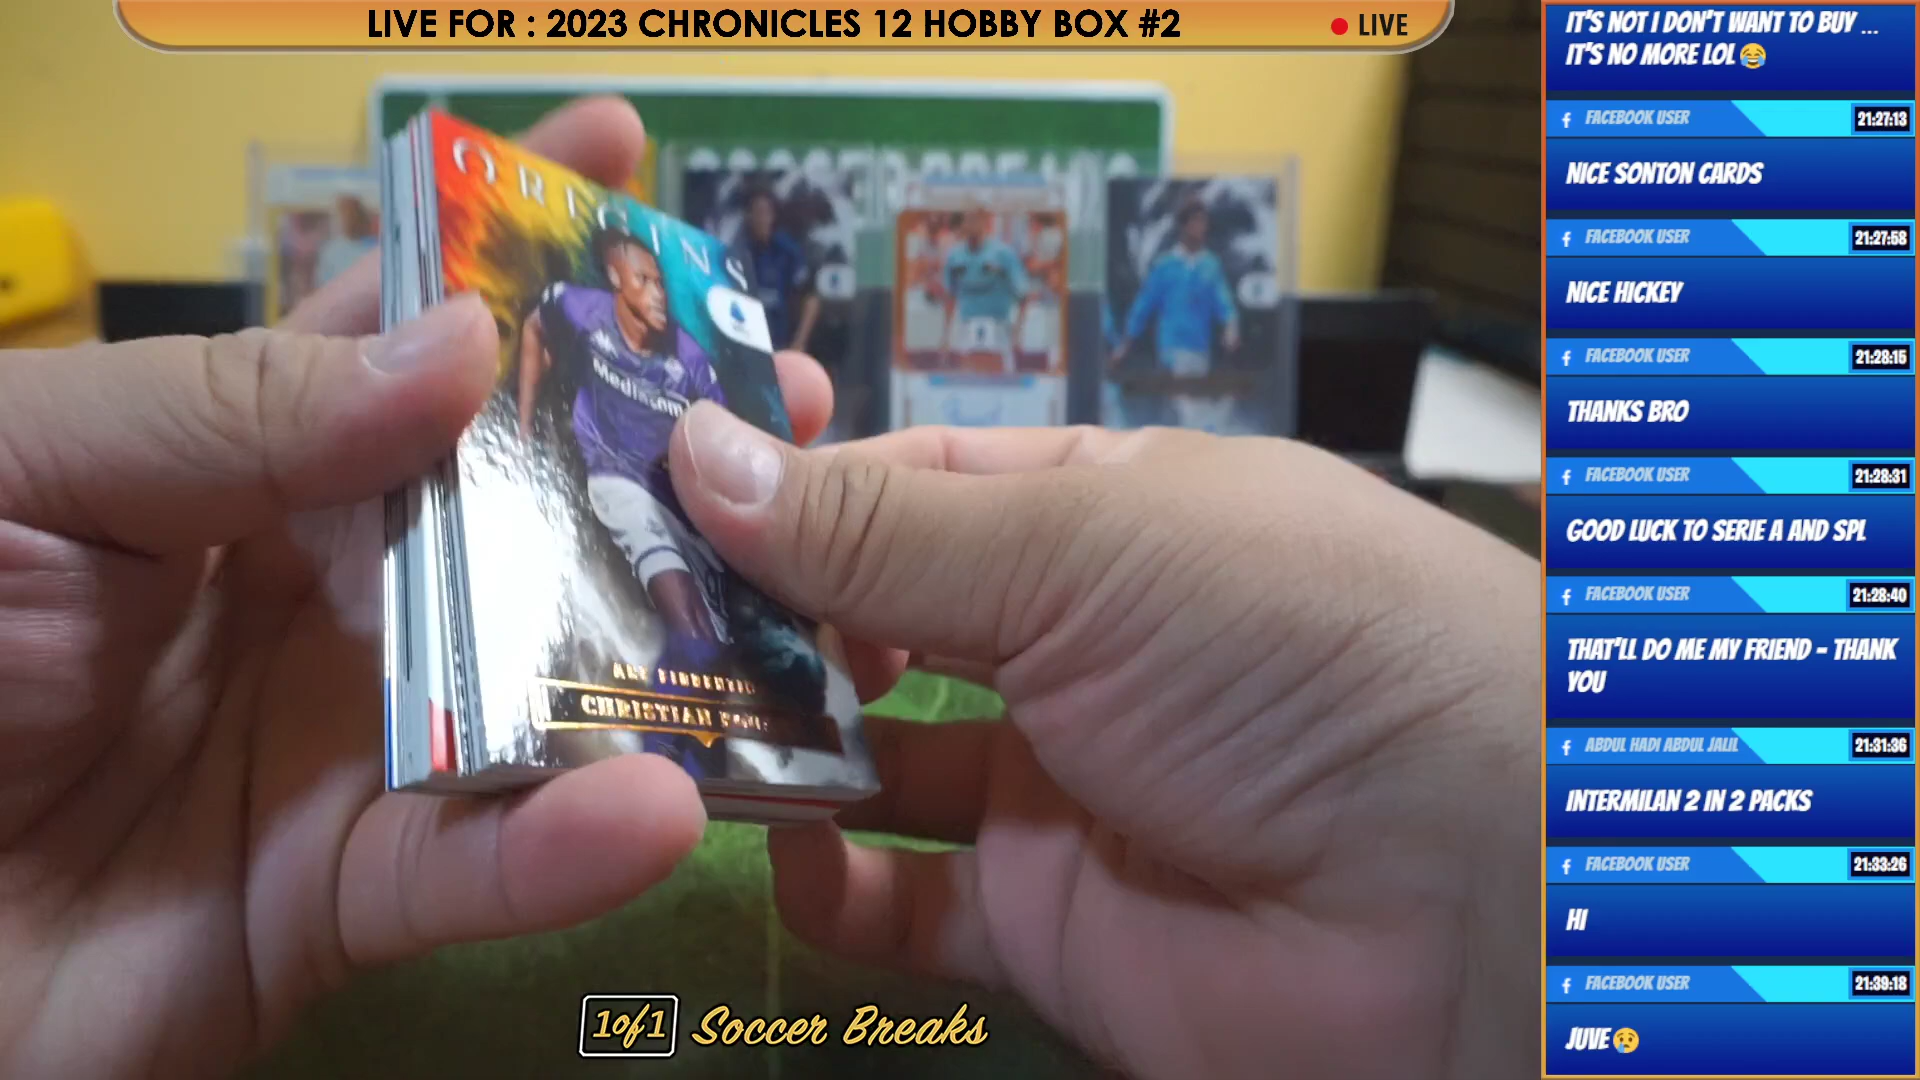 LIVE FOR : 2023 CHRONICLES 12 HOBBY BOX #2
LIVE
ORIGINS
Mediacom
CHRISTIAN
1of1 Soccer Breaks
IT'S NOT I DON'T WANT TO BUY ...
IT'S NO MORE LOL 😂
FACEBOOK USER 21:27:13
NICE SONTON CARDS
FACEBOOK USER 21:27:58
NICE HICKEY
FACEBOOK USER 21:28:15
THANKS BRO
FACEBOOK USER 21:28:31
GOOD LUCK TO SERIE A AND SPL
FACEBOOK USER 21:28:40
THAT'LL DO ME MY FRIEND - THANK
YOU
ABDUL HADI ABDUL JALIL 21:31:36
INTERMILAN 2 IN 2 PACKS
FACEBOOK USER 21:33:26
HI
FACEBOOK USER 21:39:18
JUVE 😢